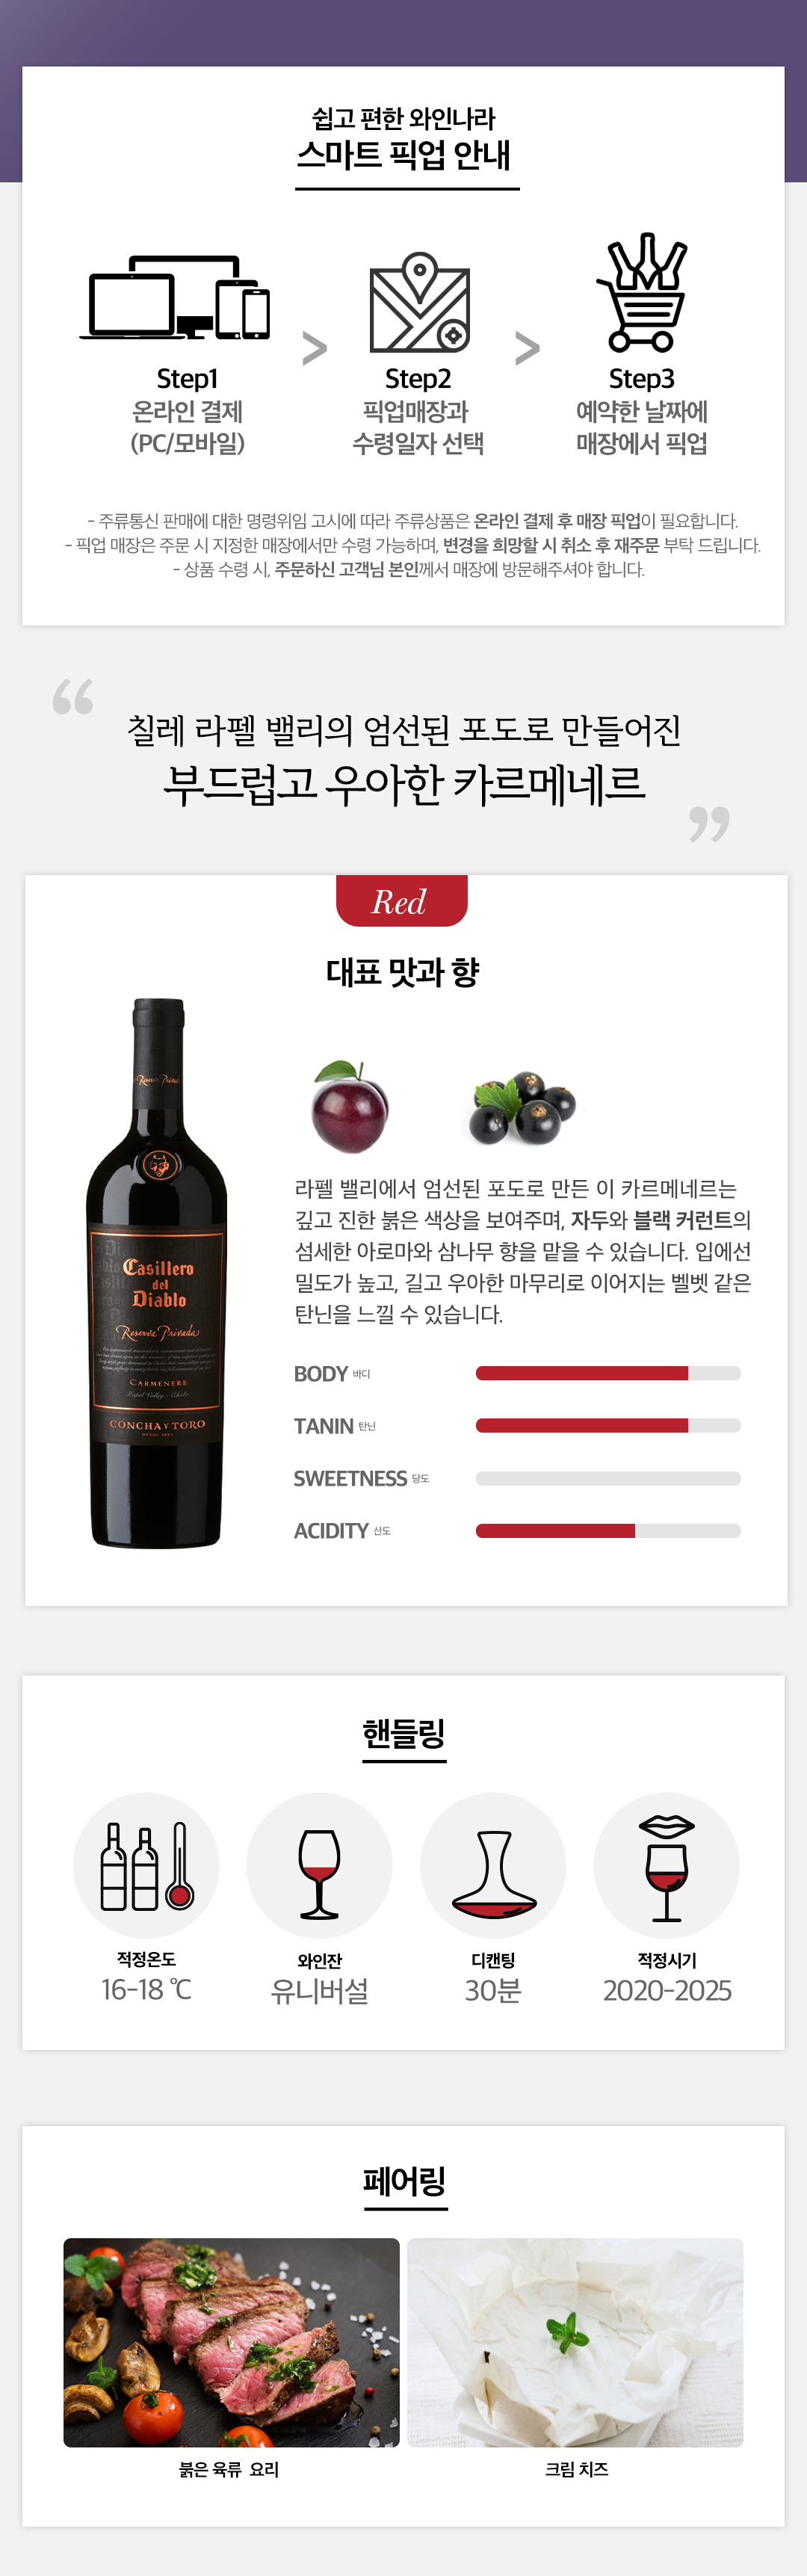 쉽고 편한 와인나라
스마트 픽업 안내
Step1
온라인 결제
(PC/모바일)
>
Step2
픽업매장과
수령일자 선택
>
Step3
예약한 날짜에
매장에서 픽업
- 주류통신 판매에 대한 명령위임 고시에 따라 주류상품은 온라인 결제 후 매장 픽업이 필요합니다.
- 픽업 매장은 주문 시 지정한 매장에서만 수령 가능하며, 변경을 희망할 시 취소 후 재주문 부탁 드립니다.
- 상품 수령 시, 주문하신 고객님 본인께서 매장에 방문해주셔야 합니다.
“
칠레 라펠 밸리의 엄선된 포도로 만들어진
부드럽고 우아한 카르메네르
”
Red
대표 맛과 향
Reserva Privada
Casillero
del
Diablo
Reserva Privada
CARMENERE
Rapel Valley - Chile
CONCHA Y TORO
라펠 밸리에서 엄선된 포도로 만든 이 카르메네르는
깊고 진한 붉은 색상을 보여주며, 자두와 블랙 커런트의
섬세한 아로마와 삼나무 향을 맡을 수 있습니다. 입에선
밀도가 높고, 길고 우아한 마무리로 이어지는 벨벳 같은
탄닌을 느낄 수 있습니다.
BODY 바디
TANIN 탄닌
SWEETNESS 당도
ACIDITY 산도
핸들링
적정온도
16-18 ℃
와인잔
유니버설
디캔팅
30분
적정시기
2020-2025
페어링
붉은 육류 요리
크림 치즈